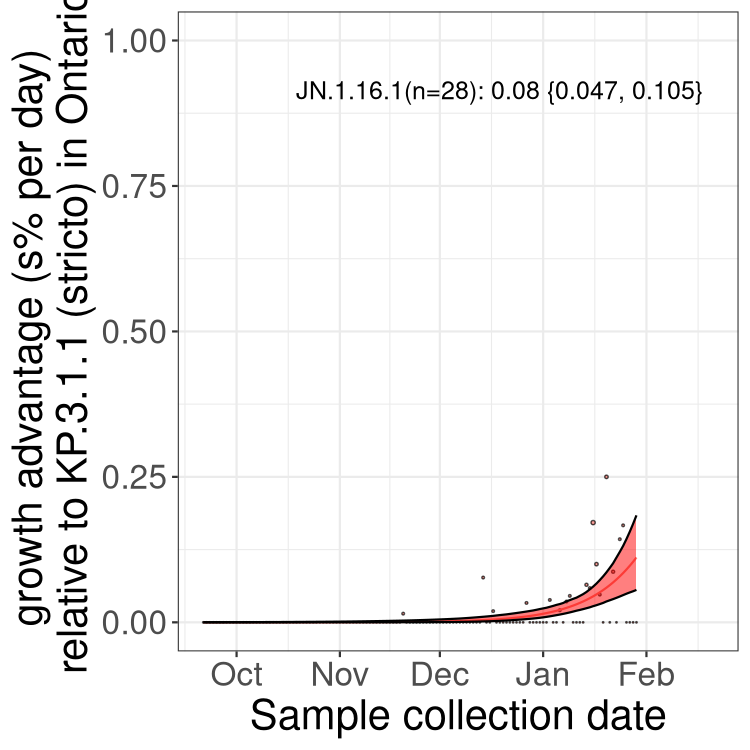 growth advantage (s% per day)
relative to KP.3.1.1 (stricto) in Ontario
1.00
0.75
0.50
0.25
0.00
JN.1.16.1(n=28): 0.08 {0.047, 0.105}
Oct Nov Dec Jan Feb
Sample collection date